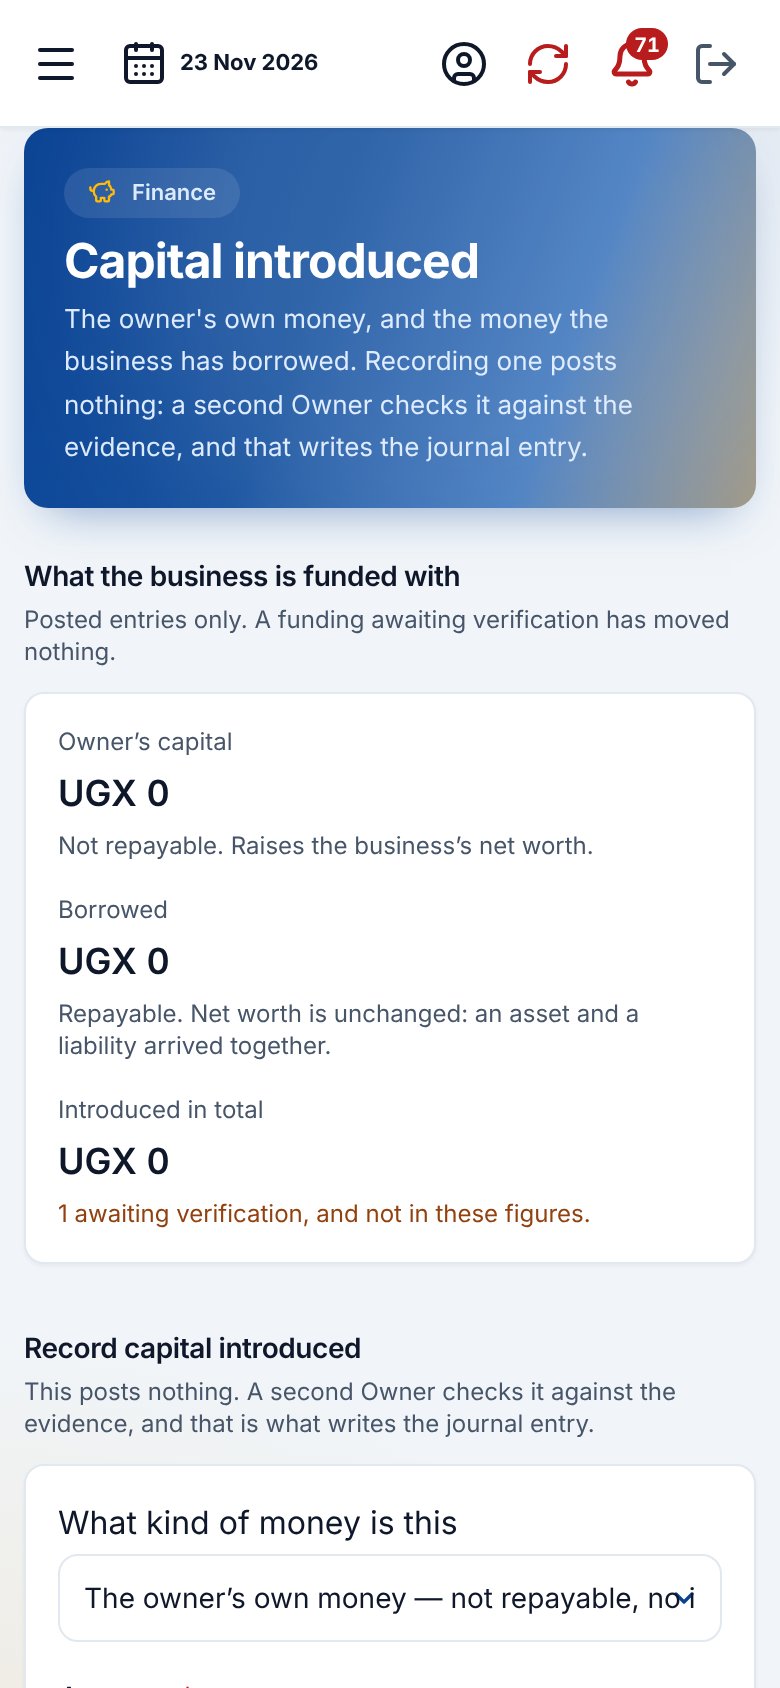 23 Nov 2026
71
Finance
Capital introduced
The owner's own money, and the money the
business has borrowed. Recording one posts
nothing: a second Owner checks it against the
evidence, and that writes the journal entry.
What the business is funded with
Posted entries only. A funding awaiting verification has moved
nothing.
Owner’s capital
UGX 0
Not repayable. Raises the business’s net worth.
Borrowed
UGX 0
Repayable. Net worth is unchanged: an asset and a
liability arrived together.
Introduced in total
UGX 0
1 awaiting verification, and not in these figures.
Record capital introduced
This posts nothing. A second Owner checks it against the
evidence, and that is what writes the journal entry.
What kind of money is this
The owner’s own money — not repayable,